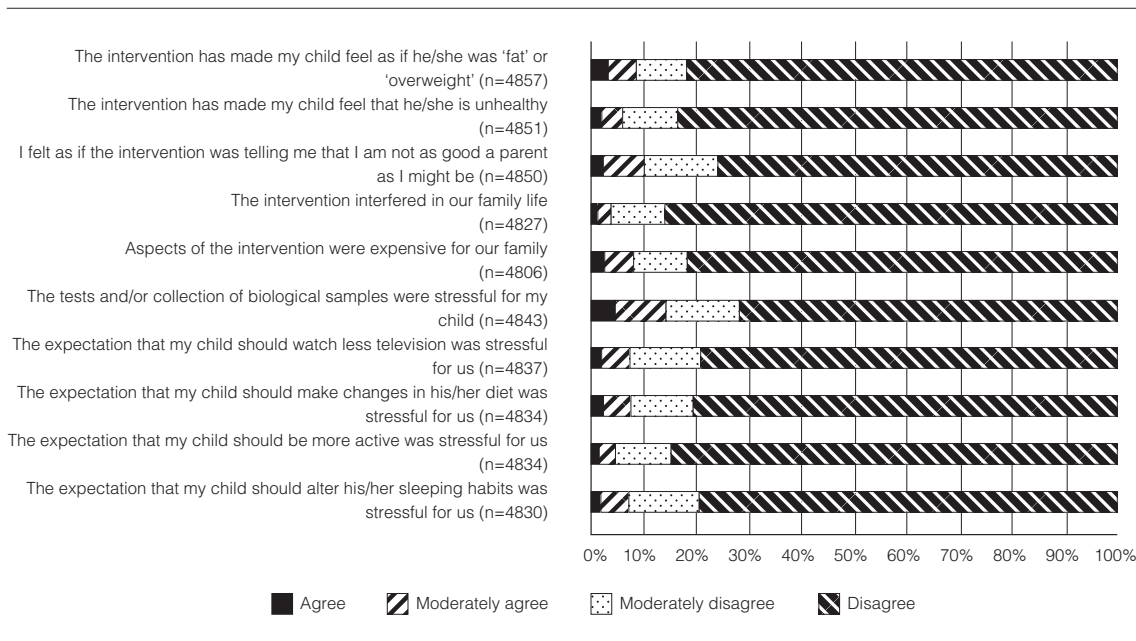 The intervention has made my child feel as if he/she was ‘fat’ or
‘overweight’ (n=4857)
The intervention has made my child feel that he/she is unhealthy
(n=4851)
I felt as if the intervention was telling me that I am not as good a parent
as I might be (n=4850)
The intervention interfered in our family life
(n=4827)
Aspects of the intervention were expensive for our family
(n=4806)
The tests and/or collection of biological samples were stressful for my
child (n=4843)
The expectation that my child should watch less television was stressful
for us (n=4837)
The expectation that my child should make changes in his/her diet was
stressful for us (n=4834)
The expectation that my child should be more active was stressful for us
(n=4834)
The expectation that my child should alter his/her sleeping habits was
stressful for us (n=4830)
0% 10% 20% 30% 40% 50% 60% 70% 80% 90% 100%
Agree Moderately agree Moderately disagree Disagree